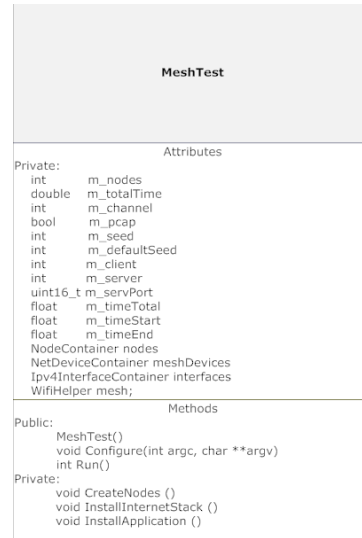 MeshTest
Attributes
Private:
int m_nodes
double m_totalTime
int m_channel
bool m_pcap
int m_seed
int m_defaultSeed
int m_client
int m_server
uint16_t m_servPort
float m_timeTotal
float m_timeStart
float m_timeEnd
NodeContainer nodes
NetDeviceContainer meshDevices
Ipv4InterfaceContainer interfaces
WifiHelper mesh;
Methods
Public:
MeshTest()
void Configure(int argc, char **argv)
int Run()
Private:
void CreateNodes ()
void InstallInternetStack ()
void InstallApplication ()